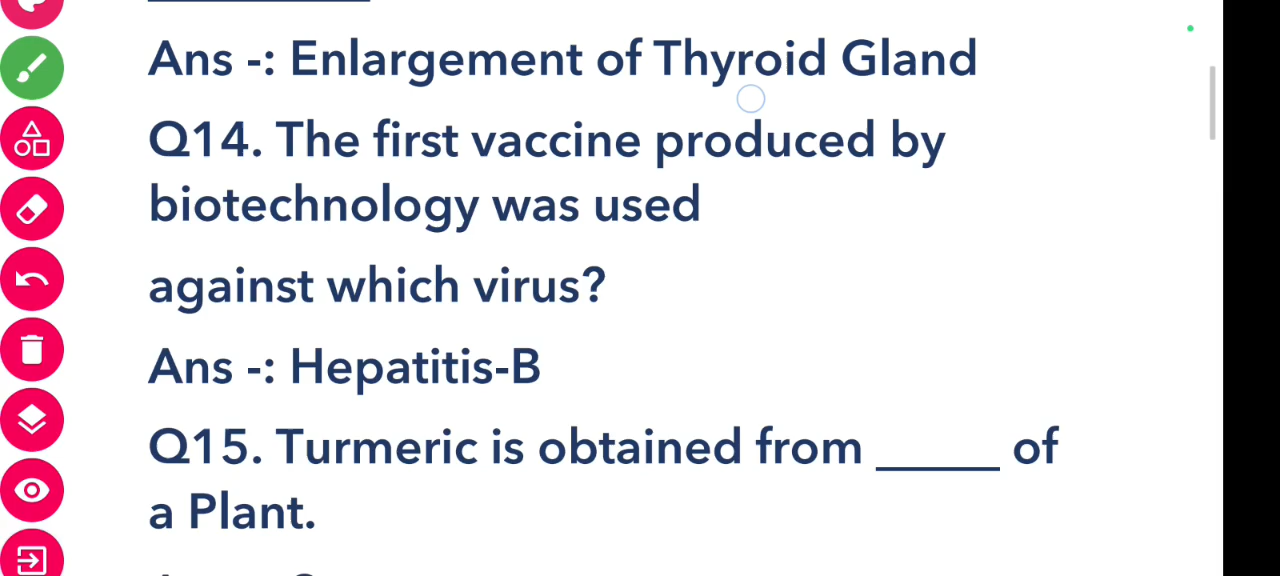 Ans -: Enlargement of Thyroid Gland
Q14. The first vaccine produced by
biotechnology was used
against which virus?
Ans -: Hepatitis-B
Q15. Turmeric is obtained from _____ of
a Plant.